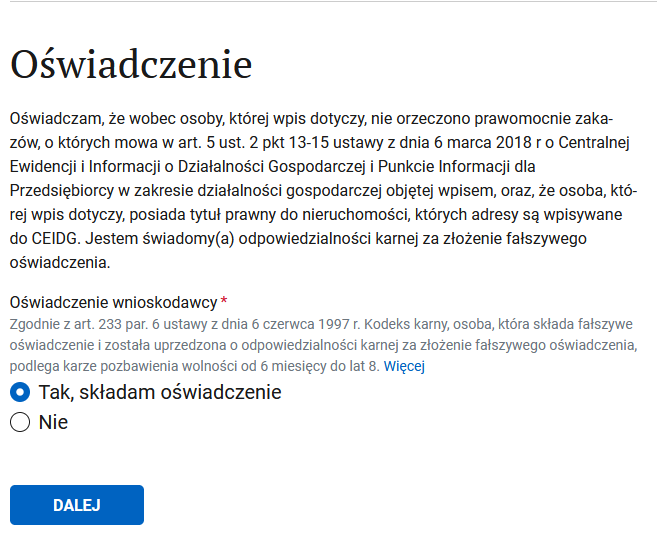 Oświadczenie
Oświadczam, że wobec osoby, której wpis dotyczy, nie orzeczono prawomocnie zaka-
zów, o których mowa w art. 5 ust. 2 pkt 13-15 ustawy z dnia 6 marca 2018 r o Centralnej
Ewidencji i Informacji o Działalności Gospodarczej i Punkcie Informacji dla
Przedsiębiorcy w zakresie działalności gospodarczej objętej wpisem, oraz, że osoba, któ-
rej wpis dotyczy, posiada tytuł prawny do nieruchomości, których adresy są wpisywane
do CEIDG. Jestem świadomy(a) odpowiedzialności karnej za złożenie fałszywego
oświadczenia.
Oświadczenie wnioskodawcy *
Zgodnie z art. 233 par. 6 ustawy z dnia 6 czerwca 1997 r. Kodeks karny, osoba, która składa fałszywe
oświadczenie i została uprzedzona o odpowiedzialności karnej za złożenie fałszywego oświadczenia,
podlega karze pozbawienia wolności od 6 miesięcy do lat 8. Więcej
Tak, składam oświadczenie
Nie
DALEJ